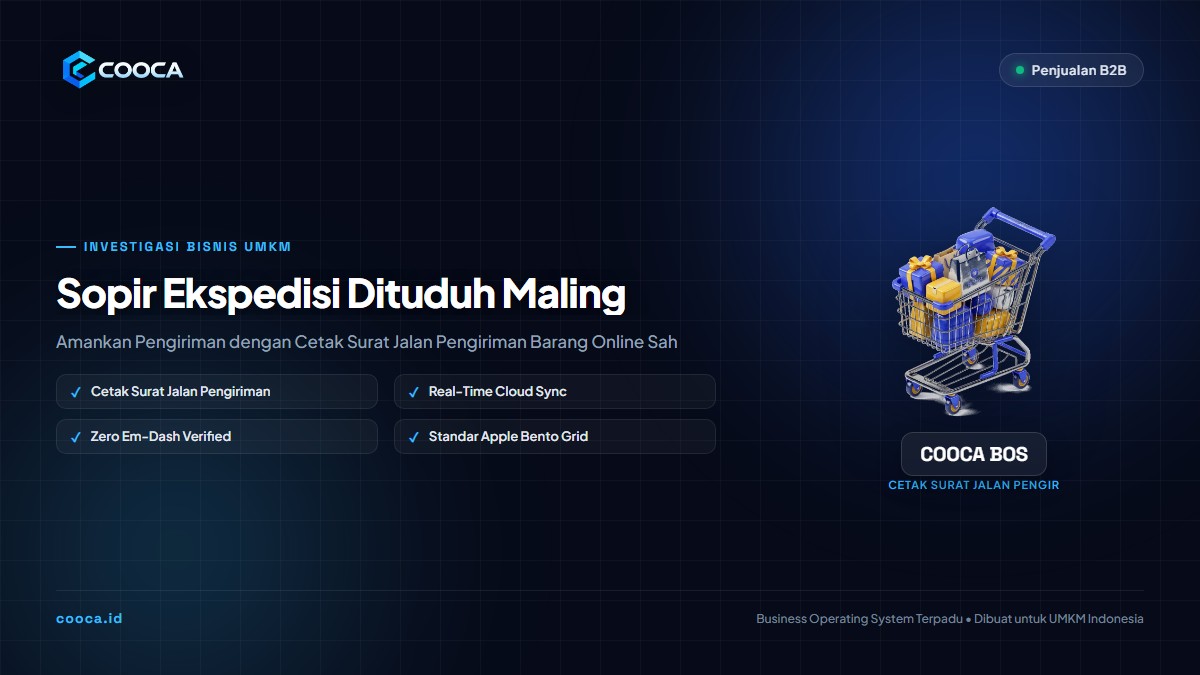 COOCA
Penjualan B2B
INVESTIGASI BISNIS UMKM
Sopir Ekspedisi Dituduh Maling
Amankan Pengiriman dengan Cetak Surat Jalan Pengiriman Barang Online Sah
✓ Cetak Surat Jalan Pengiriman
✓ Real-Time Cloud Sync
✓ Zero Em-Dash Verified
✓ Standar Apple Bento Grid
COOCA BOS
CETAK SURAT JALAN PENGIR
cooca.id
Business Operating System Terpadu • Dibuat untuk UMKM Indonesia